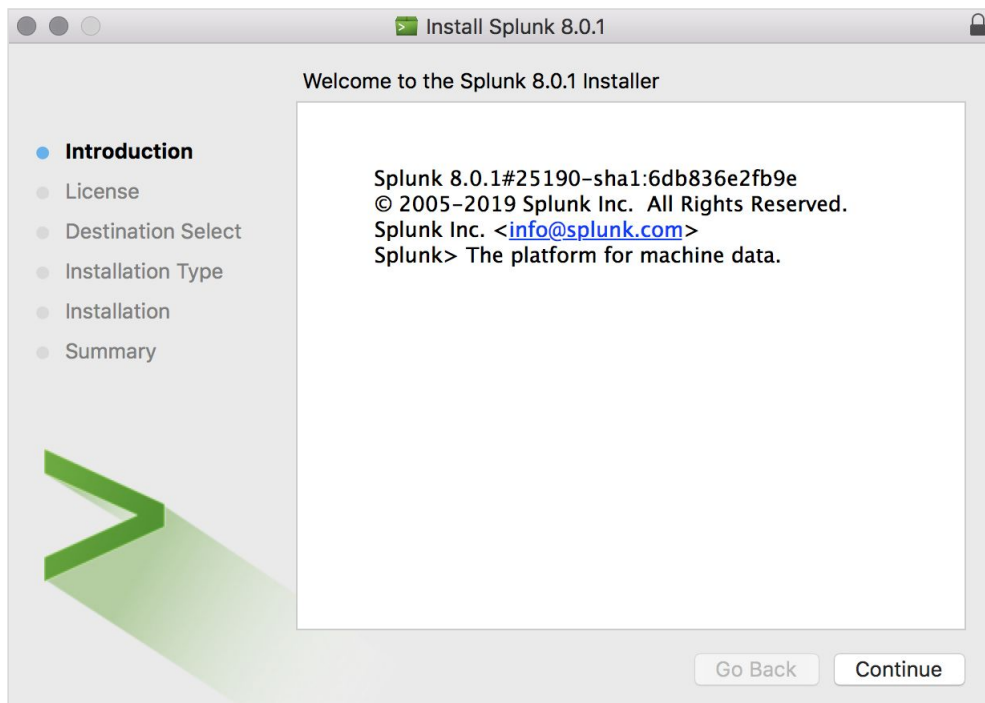 Install Splunk 8.0.1
Welcome to the Splunk 8.0.1 Installer
Introduction
License
Destination Select
Installation Type
Installation
Summary
Splunk 8.0.1#25190-sha1:6db836e2fb9e
© 2005-2019 Splunk Inc.  All Rights Reserved.
Splunk Inc. <info@splunk.com>
Splunk> The platform for machine data.
Go Back
Continue